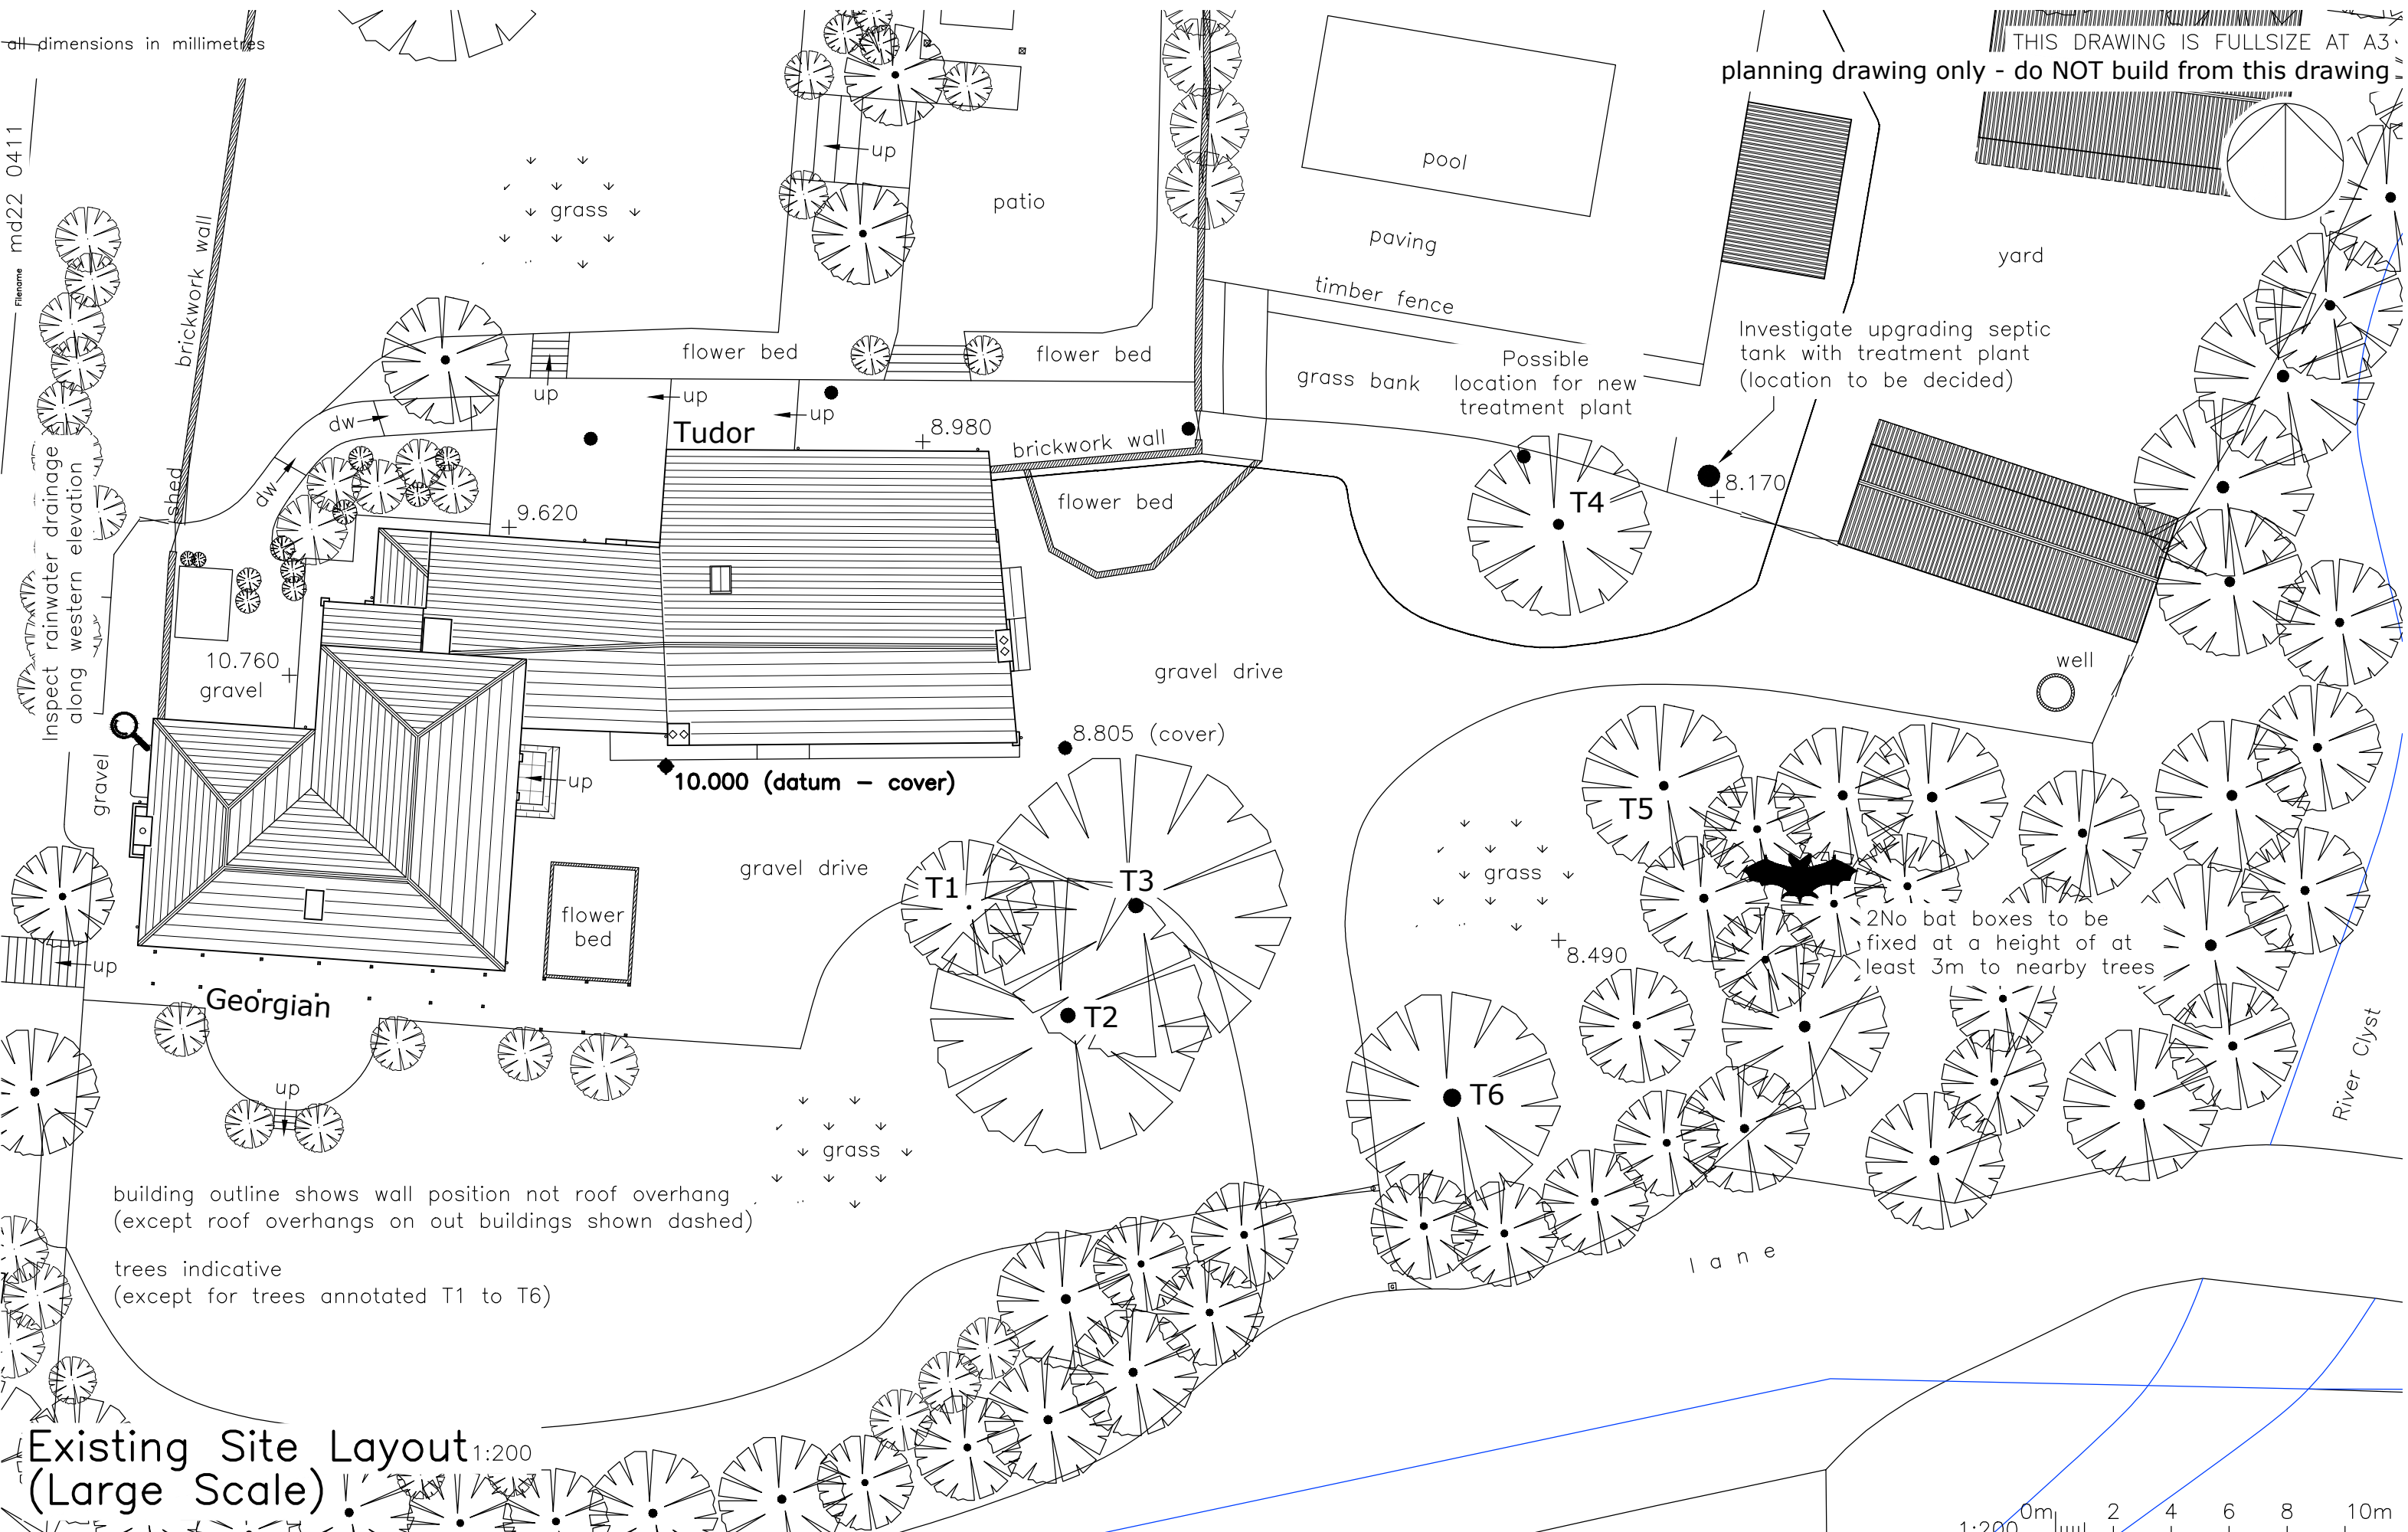 all dimensions in millimetres
THIS DRAWING IS FULLSIZE AT A3
planning drawing only - do NOT build from this drawing
Filename md22 0411
brickwork wall
grass
up
patio
pool
paving
timber fence
yard
flower bed
flower bed
grass bank
Possible
location for new
treatment plant
Investigate upgrading septic
tank with treatment plant
(location to be decided)
up
up
up
dw
dw
Tudor
8.980
brickwork wall
flower bed
T4
8.170
shed
9.620
Inspect rainwater drainage
along western elevation
10.760
gravel
gravel
gravel drive
well
8.805 (cover)
10.000 (datum - cover)
up
T5
gravel drive
T1
T3
grass
flower
bed
2No bat boxes to be
fixed at a height of at
least 3m to nearby trees
8.490
up
Georgian
T2
T6
River Clyst
up
grass
building outline shows wall position not roof overhang
(except roof overhangs on out buildings shown dashed)
trees indicative
(except for trees annotated T1 to T6)
lane
Existing Site Layout 1:200
(Large Scale)
1:200 0m 2 4 6 8 10m